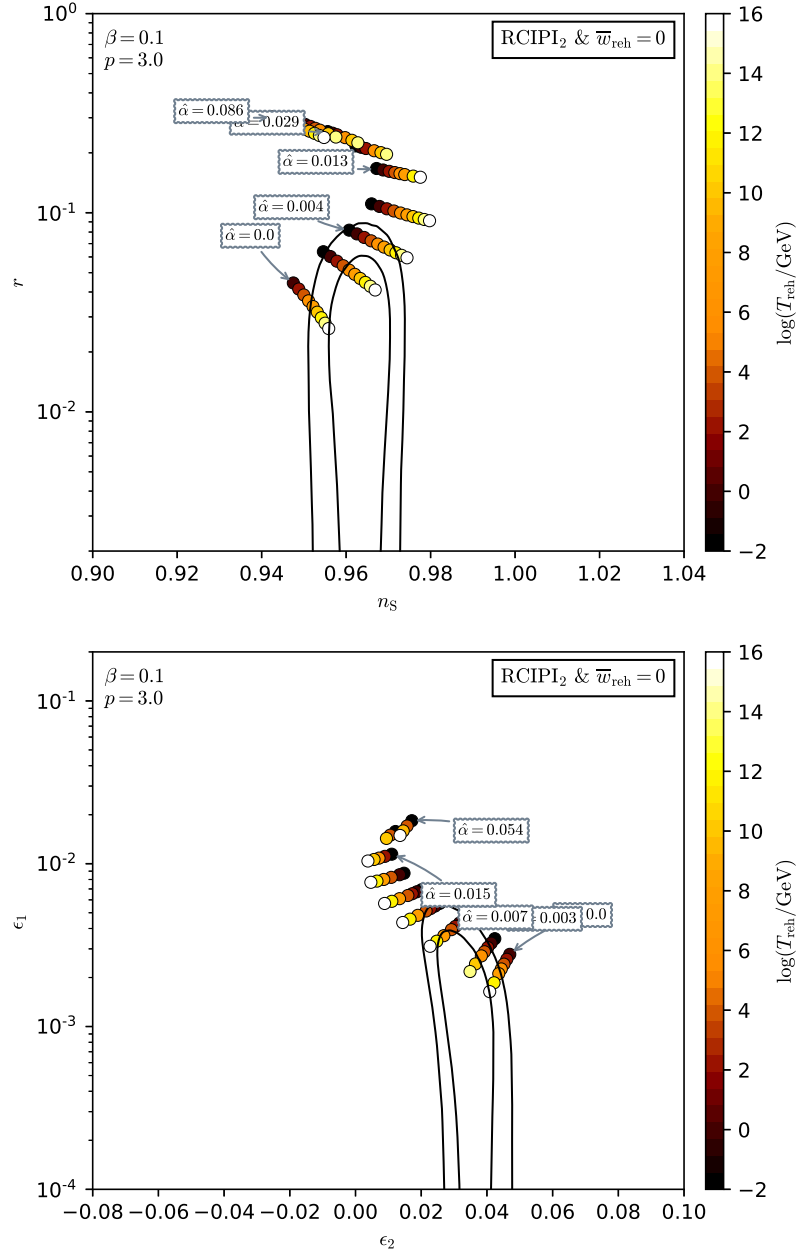 10⁰
β = 0.1
p = 3.0
RCIPI₂ & w̅_reh = 0
α̂ = 0.086
α̂ = 0.029
α̂ = 0.013
α̂ = 0.004
α̂ = 0.0
10⁻¹
10⁻²
r
0.90 0.92 0.94 0.96 0.98 1.00 1.02 1.04
n_S
16
14
12
10
8
6
4
2
0
−2
log(T_reh/GeV)
β = 0.1
p = 3.0
RCIPI₂ & w̅_reh = 0
10⁻¹
α̂ = 0.054
10⁻²
α̂ = 0.015
α̂ = 0.007
0.003
0.0
10⁻³
10⁻⁴
ϵ₁
−0.08 −0.06 −0.04 −0.02 0.00 0.02 0.04 0.06 0.08 0.10
ϵ₂
16
14
12
10
8
6
4
2
0
−2
log(T_reh/GeV)